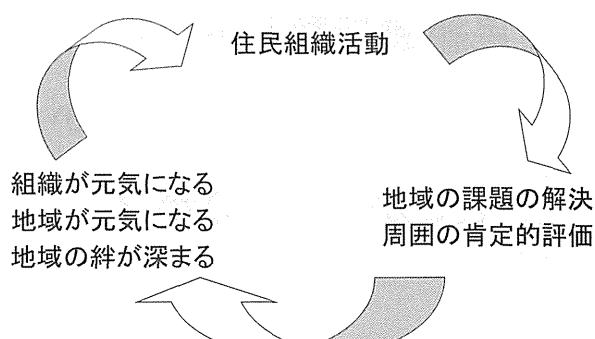 住民組織活動
地域の課題の解決
周囲の肯定的評価
組織が元気になる
地域が元気になる
地域の絆が深まる